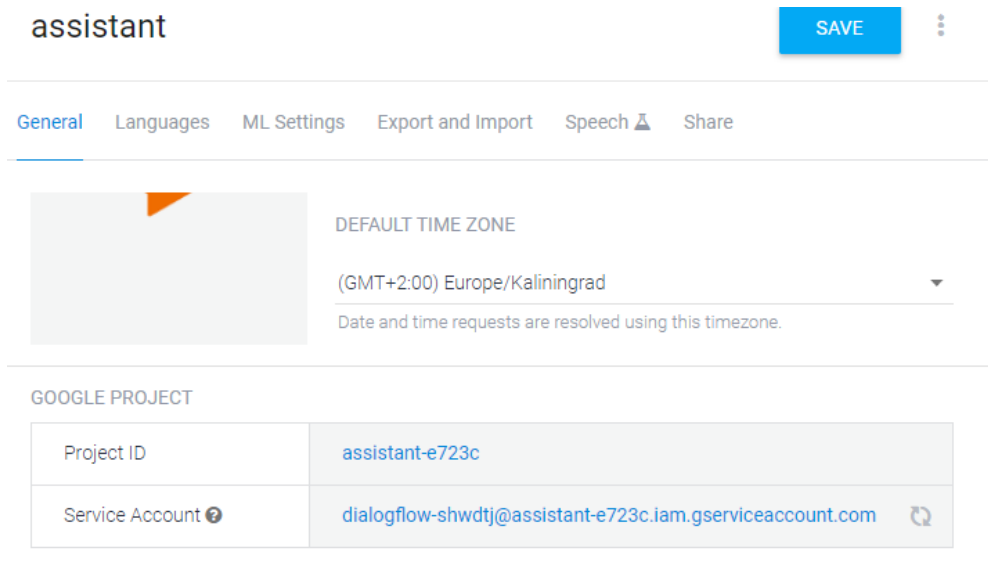 assistant
SAVE
General Languages ML Settings Export and Import Speech Share
DEFAULT TIME ZONE
(GMT+2:00) Europe/Kaliningrad
Date and time requests are resolved using this timezone.
GOOGLE PROJECT
Project ID assistant-e723c
Service Account dialogflow-shwdtj@assistant-e723c.iam.gserviceaccount.com